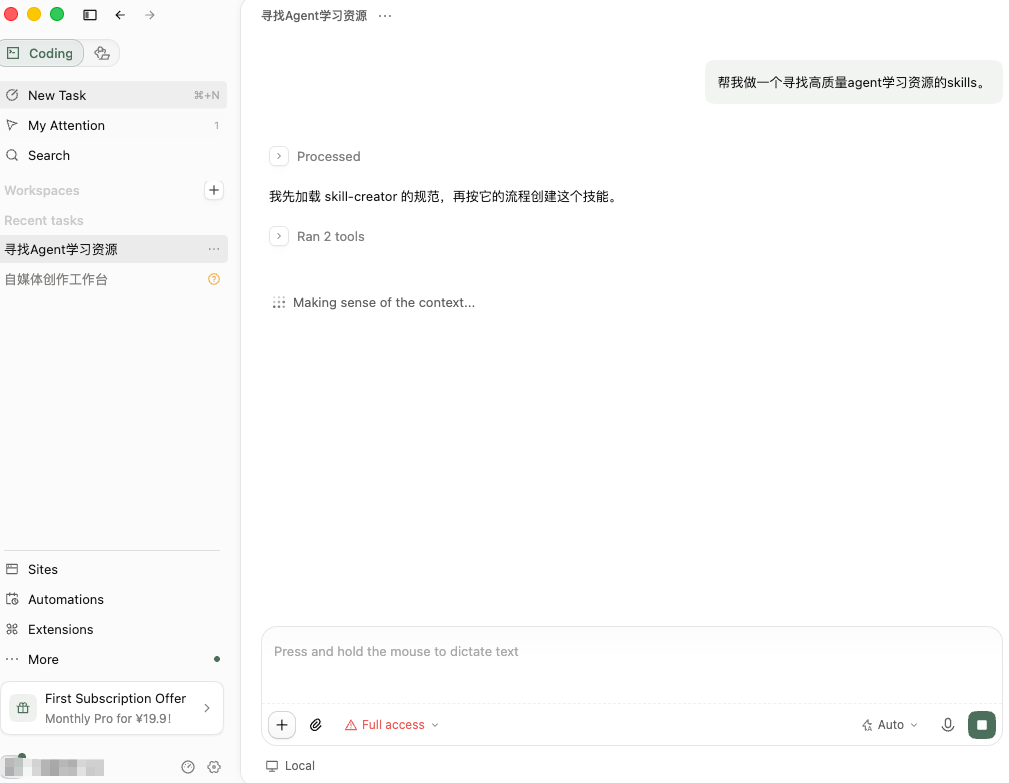 寻找Agent学习资源 ···
Coding
New Task ⌘+N
My Attention 1
Search
Workspaces
Recent tasks
寻找Agent学习资源 ···
自媒体创作工作台
帮我做一个寻找高质量agent学习资源的skills。
Processed
我先加载 skill-creator 的规范，再按它的流程创建这个技能。
Ran 2 tools
Making sense of the context...
Sites
Automations
Extensions
More
First Subscription Offer
Monthly Pro for ¥19.9!
Press and hold the mouse to dictate text
Full access
Auto
Local